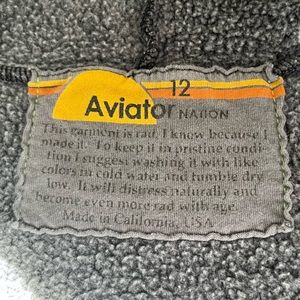 12
Aviator NATION
This garment is rad, I know because I
made it. To keep it in pristine condi-
tion I suggest washing it with like
colors in cold water and tumble dry
low. It will distress naturally and
become even more rad with age.
Made in California, USA